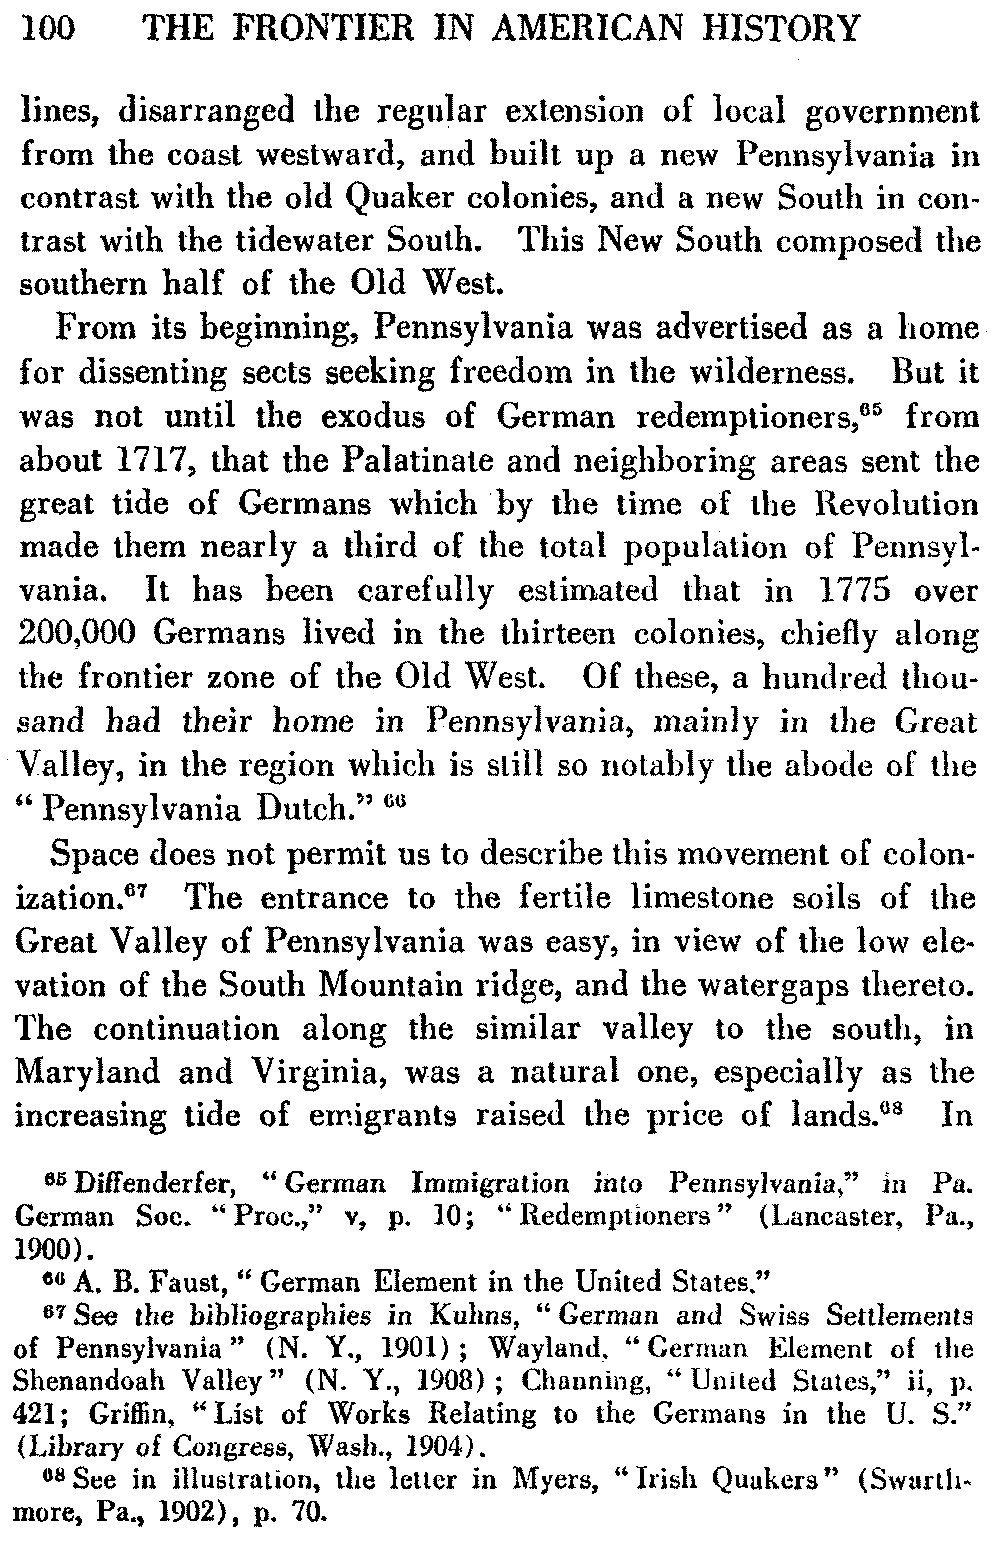 100 THE FRONTIER IN AMERICAN HISTORY
lines, disarranged the regular extension of local government
from the coast westward, and built up a new Pennsylvania in
contrast with the old Quaker colonies, and a new South in con-
trast with the tidewater South. This New South composed the
southern half of the Old West.
From its beginning, Pennsylvania was advertised as a home
for dissenting sects seeking freedom in the wilderness. But it
was not until the exodus of German redemptioners,⁶⁵ from
about 1717, that the Palatinate and neighboring areas sent the
great tide of Germans which by the time of the Revolution
made them nearly a third of the total population of Pennsyl-
vania. It has been carefully estimated that in 1775 over
200,000 Germans lived in the thirteen colonies, chiefly along
the frontier zone of the Old West. Of these, a hundred thou-
sand had their home in Pennsylvania, mainly in the Great
Valley, in the region which is still so notably the abode of the
“ Pennsylvania Dutch.” ⁶⁶
Space does not permit us to describe this movement of colon-
ization.⁶⁷ The entrance to the fertile limestone soils of the
Great Valley of Pennsylvania was easy, in view of the low ele-
vation of the South Mountain ridge, and the watergaps thereto.
The continuation along the similar valley to the south, in
Maryland and Virginia, was a natural one, especially as the
increasing tide of emigrants raised the price of lands.⁶⁸ In
⁶⁵ Diffenderfer, “ German Immigration into Pennsylvania,” in Pa.
German Soc. “ Proc.,” v, p. 10; “ Redemptioners ” (Lancaster, Pa.,
1900).
⁶⁶ A. B. Faust, “ German Element in the United States.”
⁶⁷ See the bibliographies in Kuhns, “ German and Swiss Settlements
of Pennsylvania ” (N. Y., 1901) ; Wayland, “ German Element of the
Shenandoah Valley ” (N. Y., 1908) ; Channing, “ United States,” ii, p.
421; Griffin, “ List of Works Relating to the Germans in the U. S.”
(Library of Congress, Wash., 1904).
⁶⁸ See in illustration, the letter in Myers, “ Irish Quakers ” (Swarth-
more, Pa., 1902), p. 70.